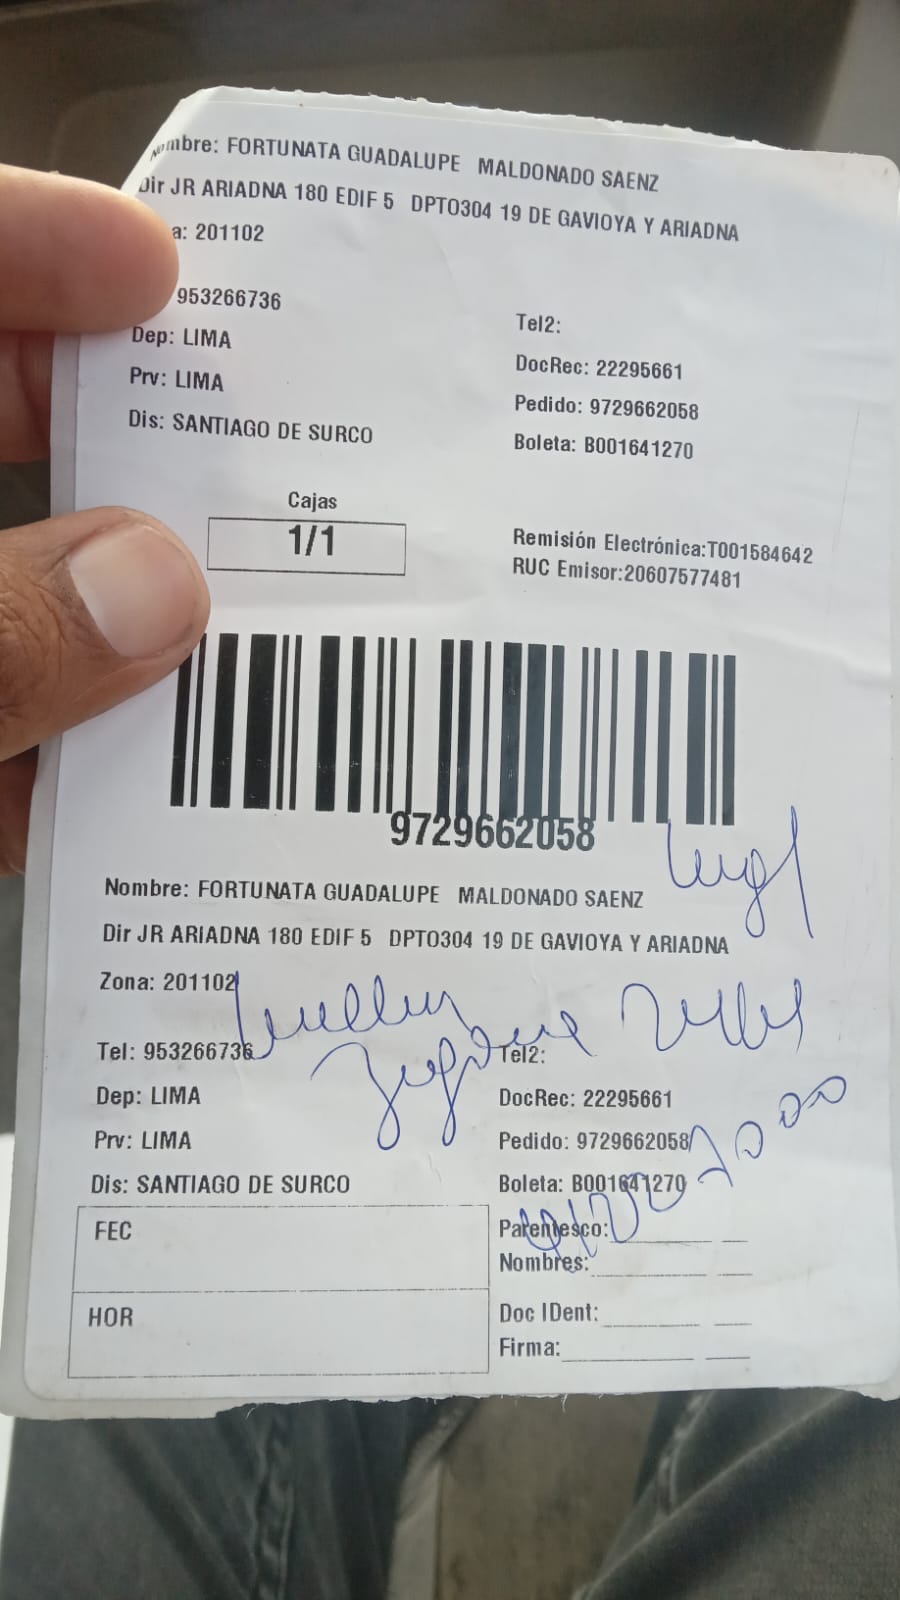 Nombre: FORTUNATA GUADALUPE MALDONADO SAENZ
Dir JR ARIADNA 180 EDIF 5 DPTO304 19 DE GAVIOYA Y ARIADNA
a: 201102
953266736
Tel2:
Dep: LIMA
DocRec: 22295661
Prv: LIMA
Pedido: 9729662058
Dis: SANTIAGO DE SURCO
Boleta: B001641270
Cajas
1/1
Remisión Electrónica:T001584642
RUC Emisor:20607577481
9729662058
Nombre: FORTUNATA GUADALUPE MALDONADO SAENZ
Dir JR ARIADNA 180 EDIF 5 DPTO304 19 DE GAVIOYA Y ARIADNA
Zona: 201102
Tel: 953266736
Tel2:
Dep: LIMA
DocRec: 22295661
Prv: LIMA
Pedido: 9729662058
Dis: SANTIAGO DE SURCO
Boleta: B001641270
FEC
Parentesco:
Nombres:
HOR
Doc IDent:
Firma: